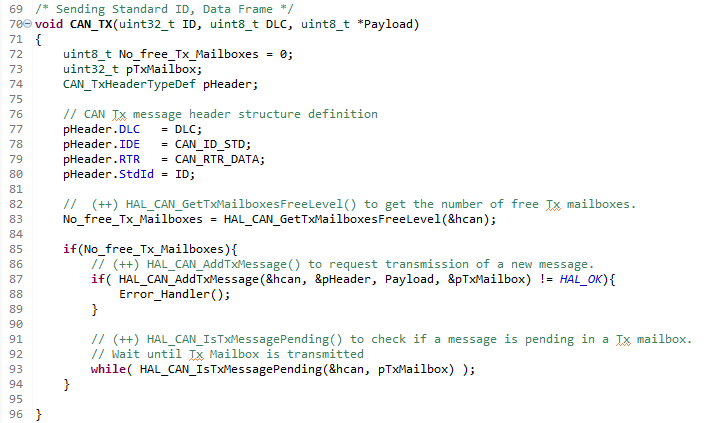 69 /* Sending Standard ID, Data Frame */
70 void CAN_TX(uint32_t ID, uint8_t DLC, uint8_t *Payload)
71 {
72     uint8_t No_free_Tx_Mailboxes = 0;
73     uint32_t pTxMailbox;
74     CAN_TxHeaderTypeDef pHeader;
75
76     // CAN Tx message header structure definition
77     pHeader.DLC   = DLC;
78     pHeader.IDE   = CAN_ID_STD;
79     pHeader.RTR   = CAN_RTR_DATA;
80     pHeader.StdId = ID;
81
82     //  (++) HAL_CAN_GetTxMailboxesFreeLevel() to get the number of free Tx mailboxes.
83     No_free_Tx_Mailboxes = HAL_CAN_GetTxMailboxesFreeLevel(&hcan);
84
85     if(No_free_Tx_Mailboxes){
86         // (++) HAL_CAN_AddTxMessage() to request transmission of a new message.
87         if( HAL_CAN_AddTxMessage(&hcan, &pHeader, Payload, &pTxMailbox) != HAL_OK){
88             Error_Handler();
89         }
90
91         // (++) HAL_CAN_IsTxMessagePending() to check if a message is pending in a Tx mailbox.
92         // Wait until Tx Mailbox is transmitted
93         while( HAL_CAN_IsTxMessagePending(&hcan, pTxMailbox) );
94     }
95
96 }